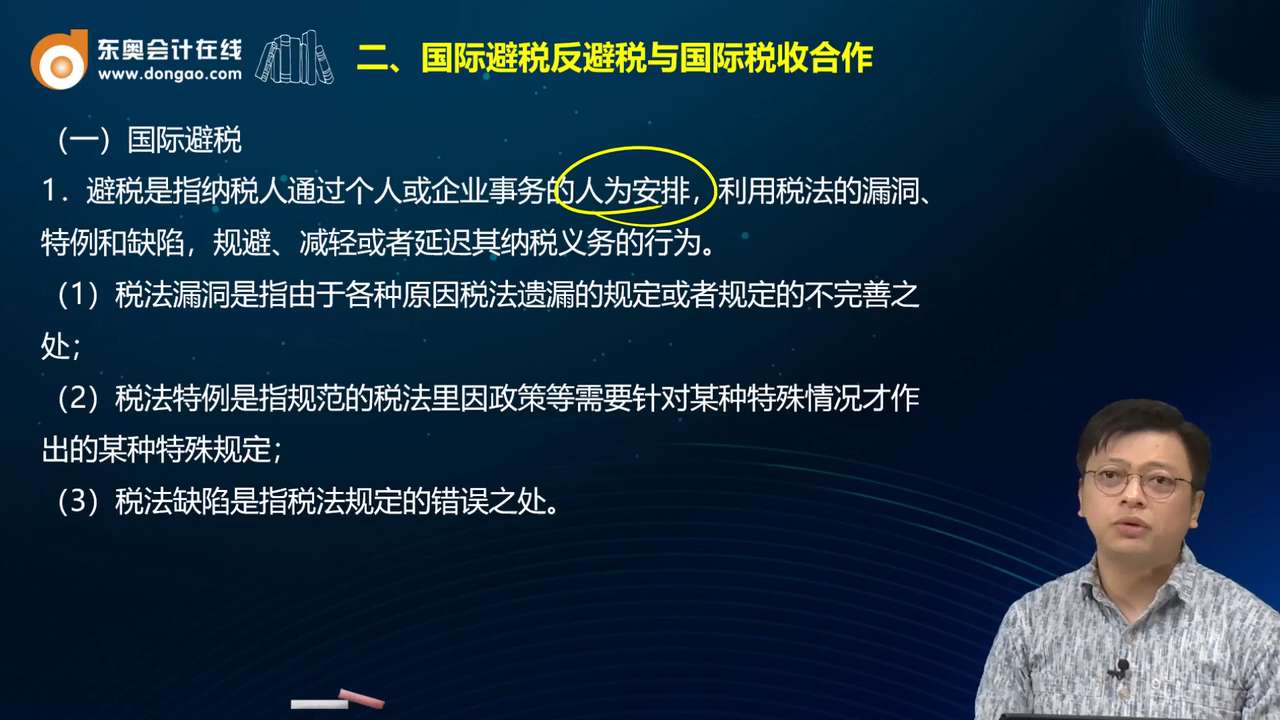 东奥会计在线
www.dongao.com
二、国际避税反避税与国际税收合作
（一）国际避税
1．避税是指纳税人通过个人或企业事务的人为安排，利用税法的漏洞、
特例和缺陷，规避、减轻或者延迟其纳税义务的行为。
（1）税法漏洞是指由于各种原因税法遗漏的规定或者规定的不完善之
处；
（2）税法特例是指规范的税法里因政策等需要针对某种特殊情况才作
出的某种特殊规定；
（3）税法缺陷是指税法规定的错误之处。